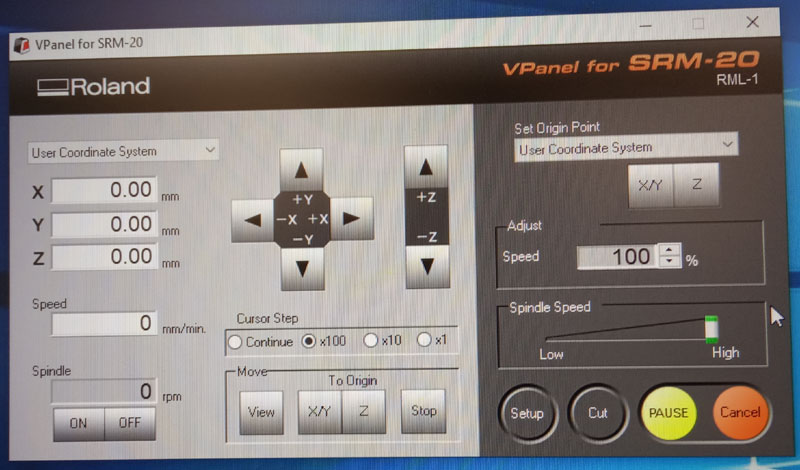 VPanel for SRM-20
Roland
VPanel for SRM-20
RML-1
User Coordinate System
X 0.00 mm
Y 0.00 mm
Z 0.00 mm
Speed
0 mm/min.
Spindle
0 rpm
ON OFF
+Y
-X +X
-Y
+Z
-Z
Cursor Step
Continue x100 x10 x1
Move
To Origin
View X/Y Z Stop
Set Origin Point
User Coordinate System
X/Y Z
Adjust
Speed 100 %
Spindle Speed
Low High
Setup Cut PAUSE Cancel